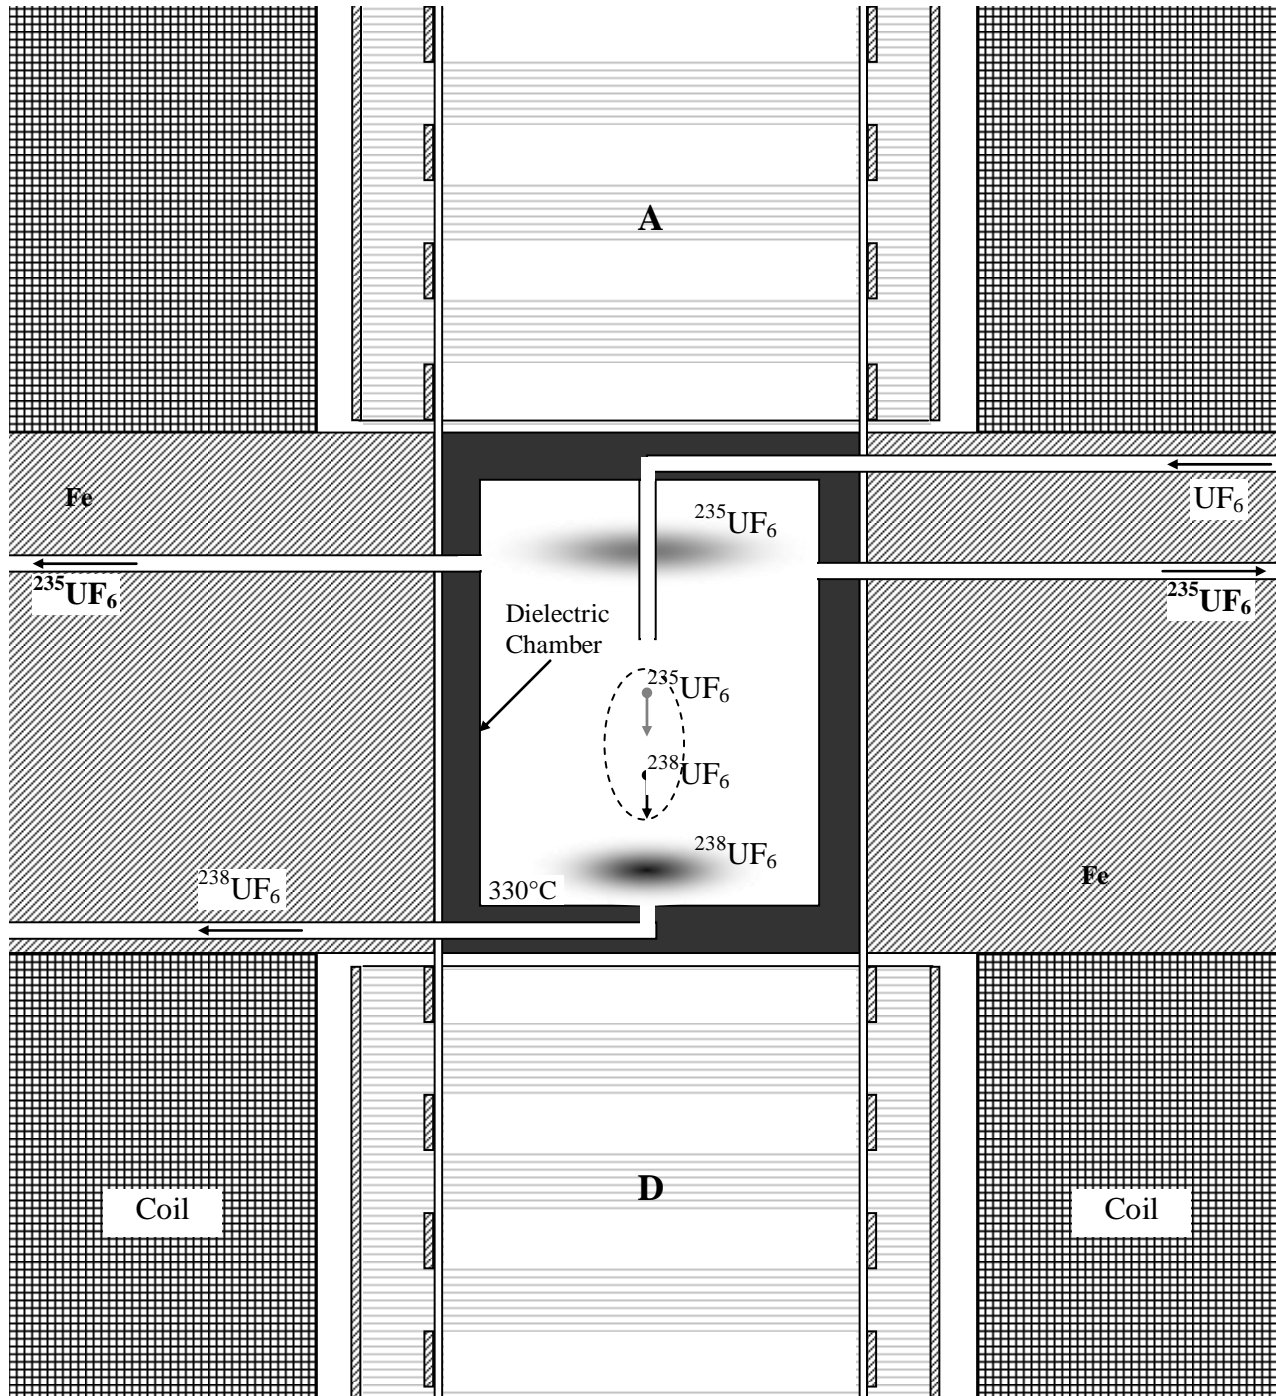 A
Fe
²³⁵UF₆
UF₆
²³⁵UF₆
²³⁵UF₆
Dielectric
Chamber
²³⁵UF₆
²³⁸UF₆
²³⁸UF₆
²³⁸UF₆
330°C
Fe
D
Coil
Coil